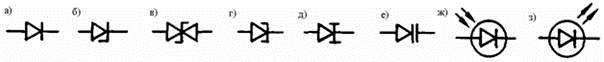 а) б) в) г) д) е) ж) з)